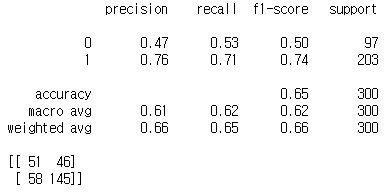 precision recall f1-score support
0 0.47 0.53 0.50 97
1 0.76 0.71 0.74 203
accuracy 0.65 300
macro avg 0.61 0.62 0.62 300
weighted avg 0.66 0.65 0.66 300
[[ 51 46]
[ 58 145]]